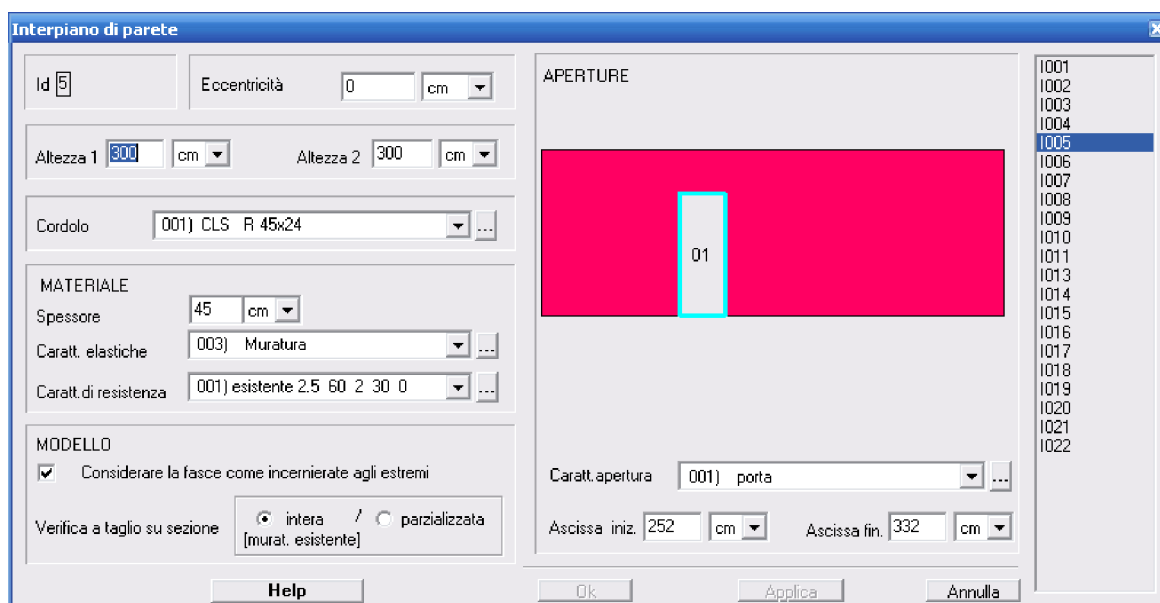 Interpiano di parete
Id 5
Eccentricità 0 cm
Altezza 1 300 cm Altezza 2 300 cm
Cordolo 001) CLS R 45x24 ...
MATERIALE
Spessore 45 cm
Caratt. elastiche 003) Muratura ...
Caratt.di resistenza 001) esistente 2.5 60 2 30 0 ...
MODELLO
Considerare la fasce come incernierate agli estremi
Verifica a taglio su sezione intera / parzializzata
[murat. esistente]
Help
APERTURE
01
Caratt.apertura 001) porta ...
Ascissa iniz. 252 cm Ascissa fin. 332 cm
Ok Applica Annulla
I001
I002
I003
I004
I005
I006
I007
I008
I009
I010
I011
I013
I014
I015
I016
I017
I018
I019
I020
I021
I022